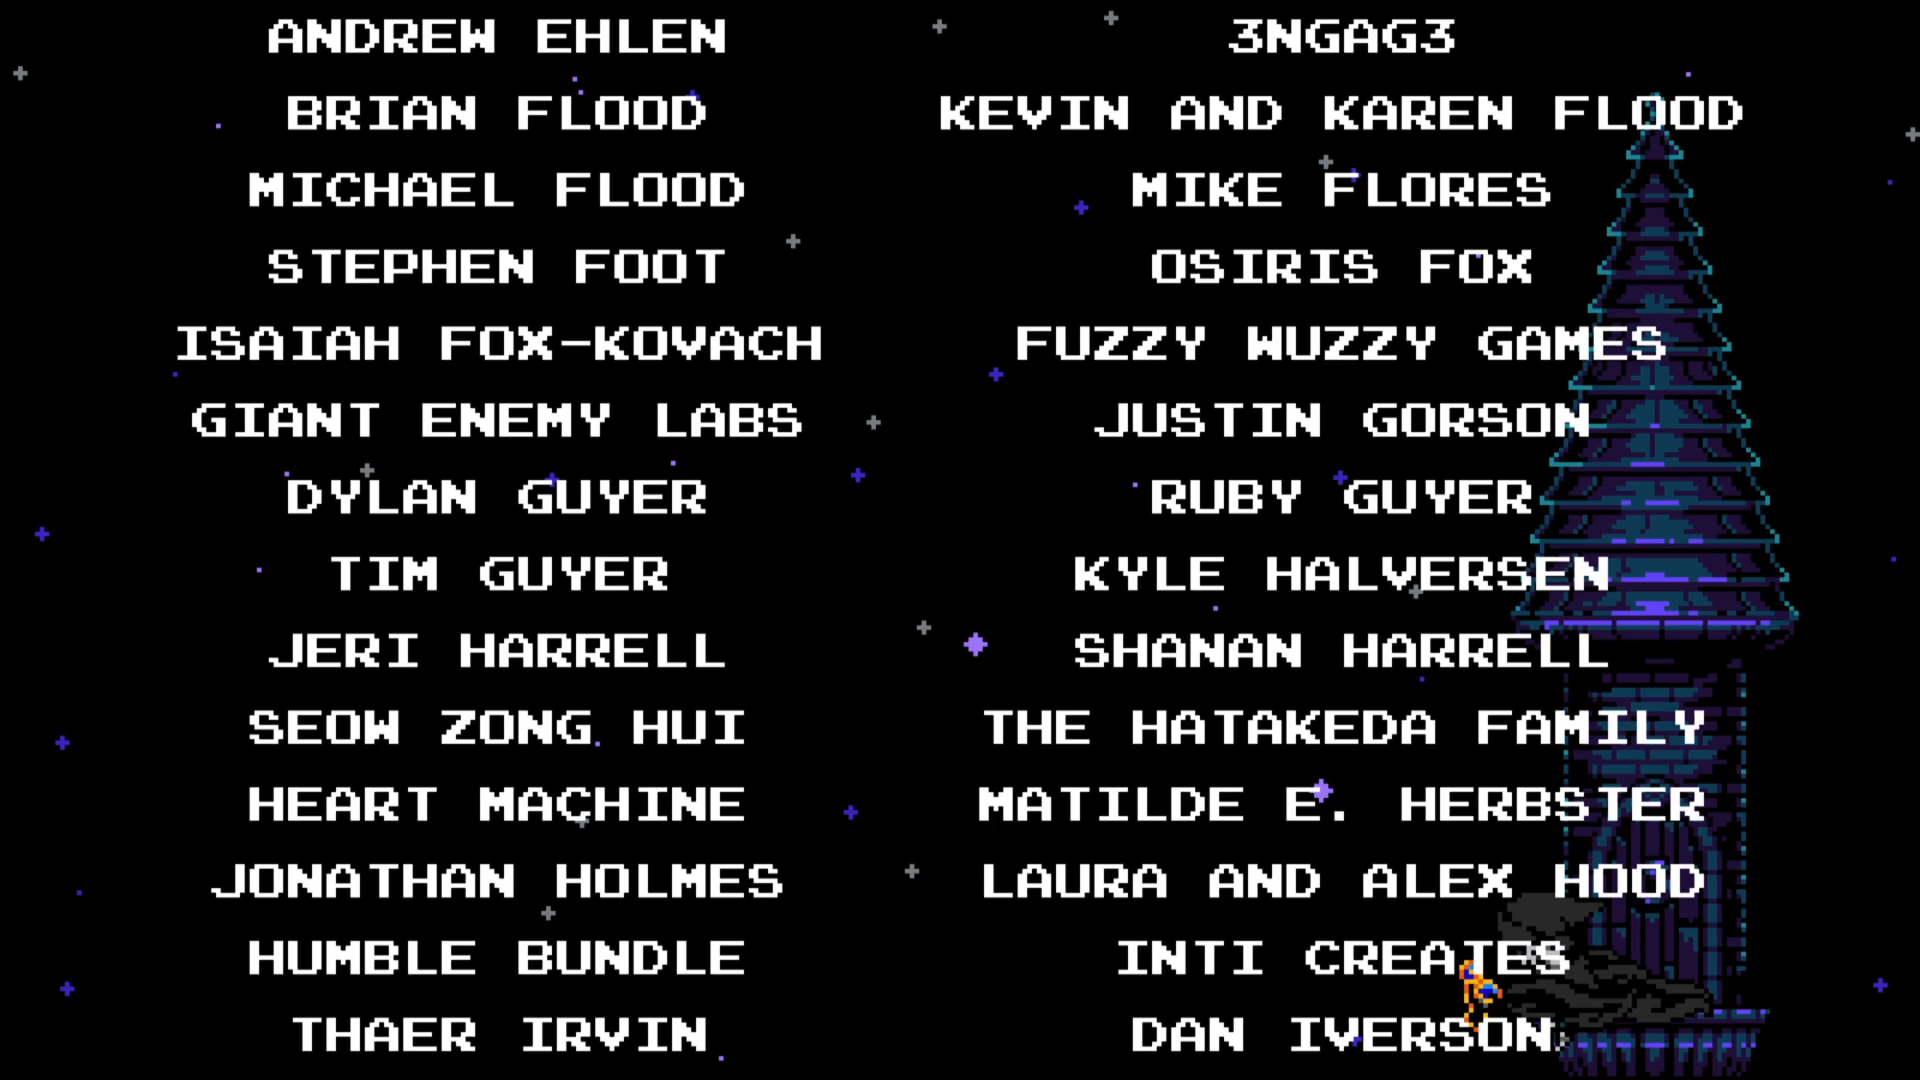 ANDREW EHLEN 3NGAG3
BRIAN FLOOD KEVIN AND KAREN FLOOD
MICHAEL FLOOD MIKE FLORES
STEPHEN FOOT OSIRIS FOX
ISAIAH FOX-KOVACH FUZZY WUZZY GAMES
GIANT ENEMY LABS JUSTIN GORSON
DYLAN GUYER RUBY GUYER
TIM GUYER KYLE HALVERSEN
JERI HARRELL SHANAN HARRELL
SEOW ZONG HUI THE HATAKEDA FAMILY
HEART MACHINE MATILDE E. HERBSTER
JONATHAN HOLMES LAURA AND ALEX HOOD
HUMBLE BUNDLE INTI CREATES
THAER IRVIN DAN IVERSON